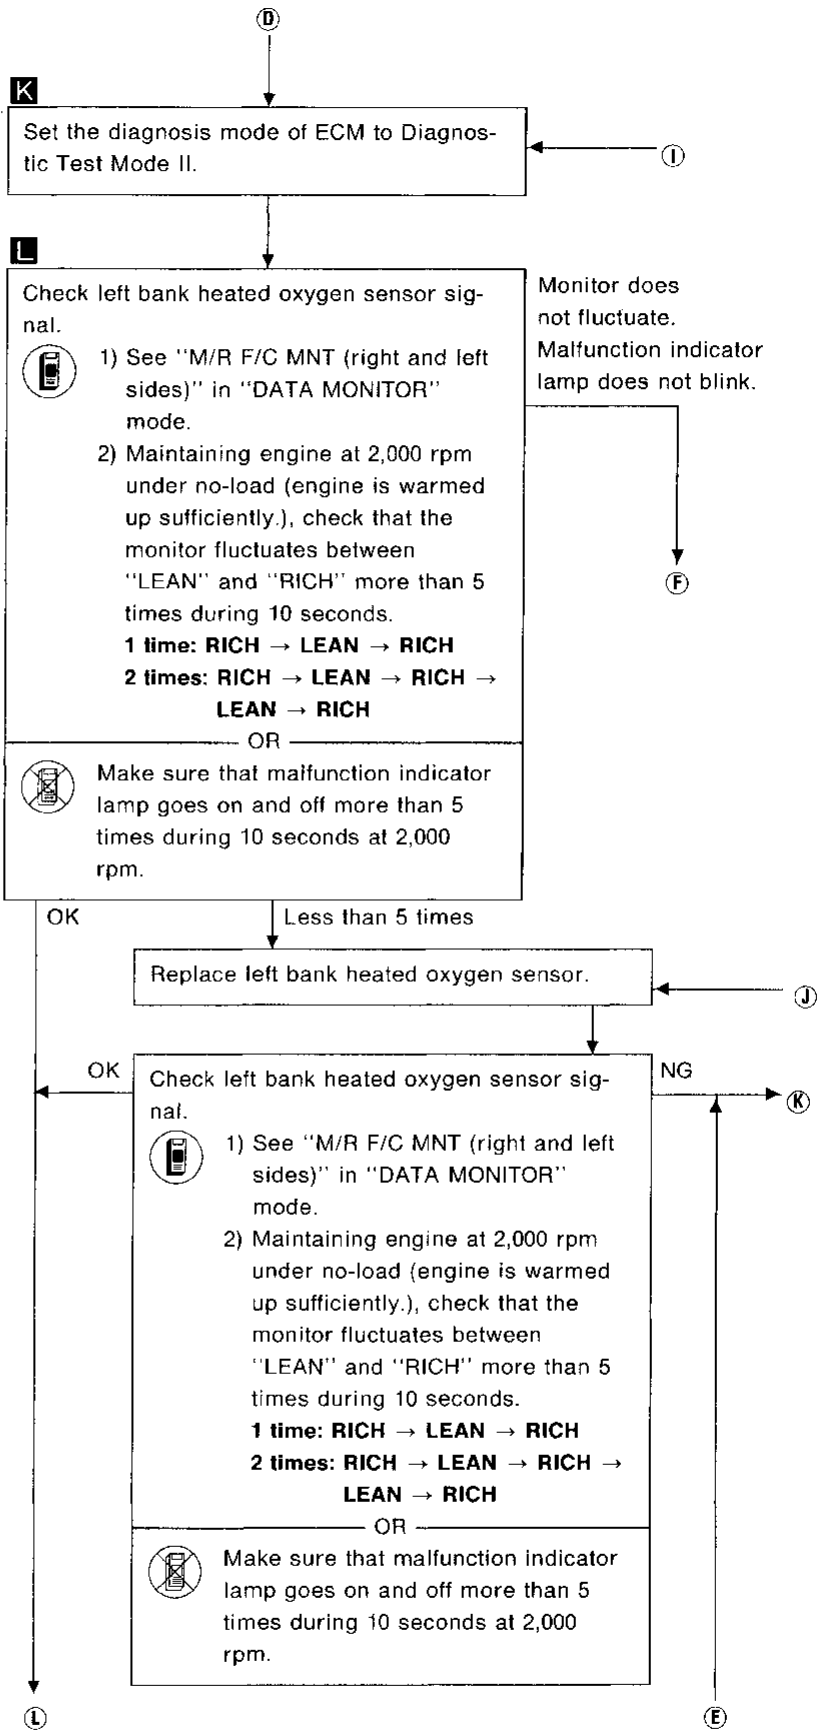 D
K
Set the diagnosis mode of ECM to Diagnos-
tic Test Mode II.
I
L
Check left bank heated oxygen sensor sig-
nal.
1) See "M/R F/C MNT (right and left
sides)" in "DATA MONITOR"
mode.
2) Maintaining engine at 2,000 rpm
under no-load (engine is warmed
up sufficiently.), check that the
monitor fluctuates between
"LEAN" and "RICH" more than 5
times during 10 seconds.
1 time: RICH → LEAN → RICH
2 times: RICH → LEAN → RICH →
LEAN → RICH
OR
Make sure that malfunction indicator
lamp goes on and off more than 5
times during 10 seconds at 2,000
rpm.
Monitor does
not fluctuate.
Malfunction indicator
lamp does not blink.
F
OK
Less than 5 times
Replace left bank heated oxygen sensor.
J
OK
Check left bank heated oxygen sensor sig-
nal.
1) See "M/R F/C MNT (right and left
sides)" in "DATA MONITOR"
mode.
2) Maintaining engine at 2,000 rpm
under no-load (engine is warmed
up sufficiently.), check that the
monitor fluctuates between
"LEAN" and "RICH" more than 5
times during 10 seconds.
1 time: RICH → LEAN → RICH
2 times: RICH → LEAN → RICH →
LEAN → RICH
OR
Make sure that malfunction indicator
lamp goes on and off more than 5
times during 10 seconds at 2,000
rpm.
NG
K
L
E